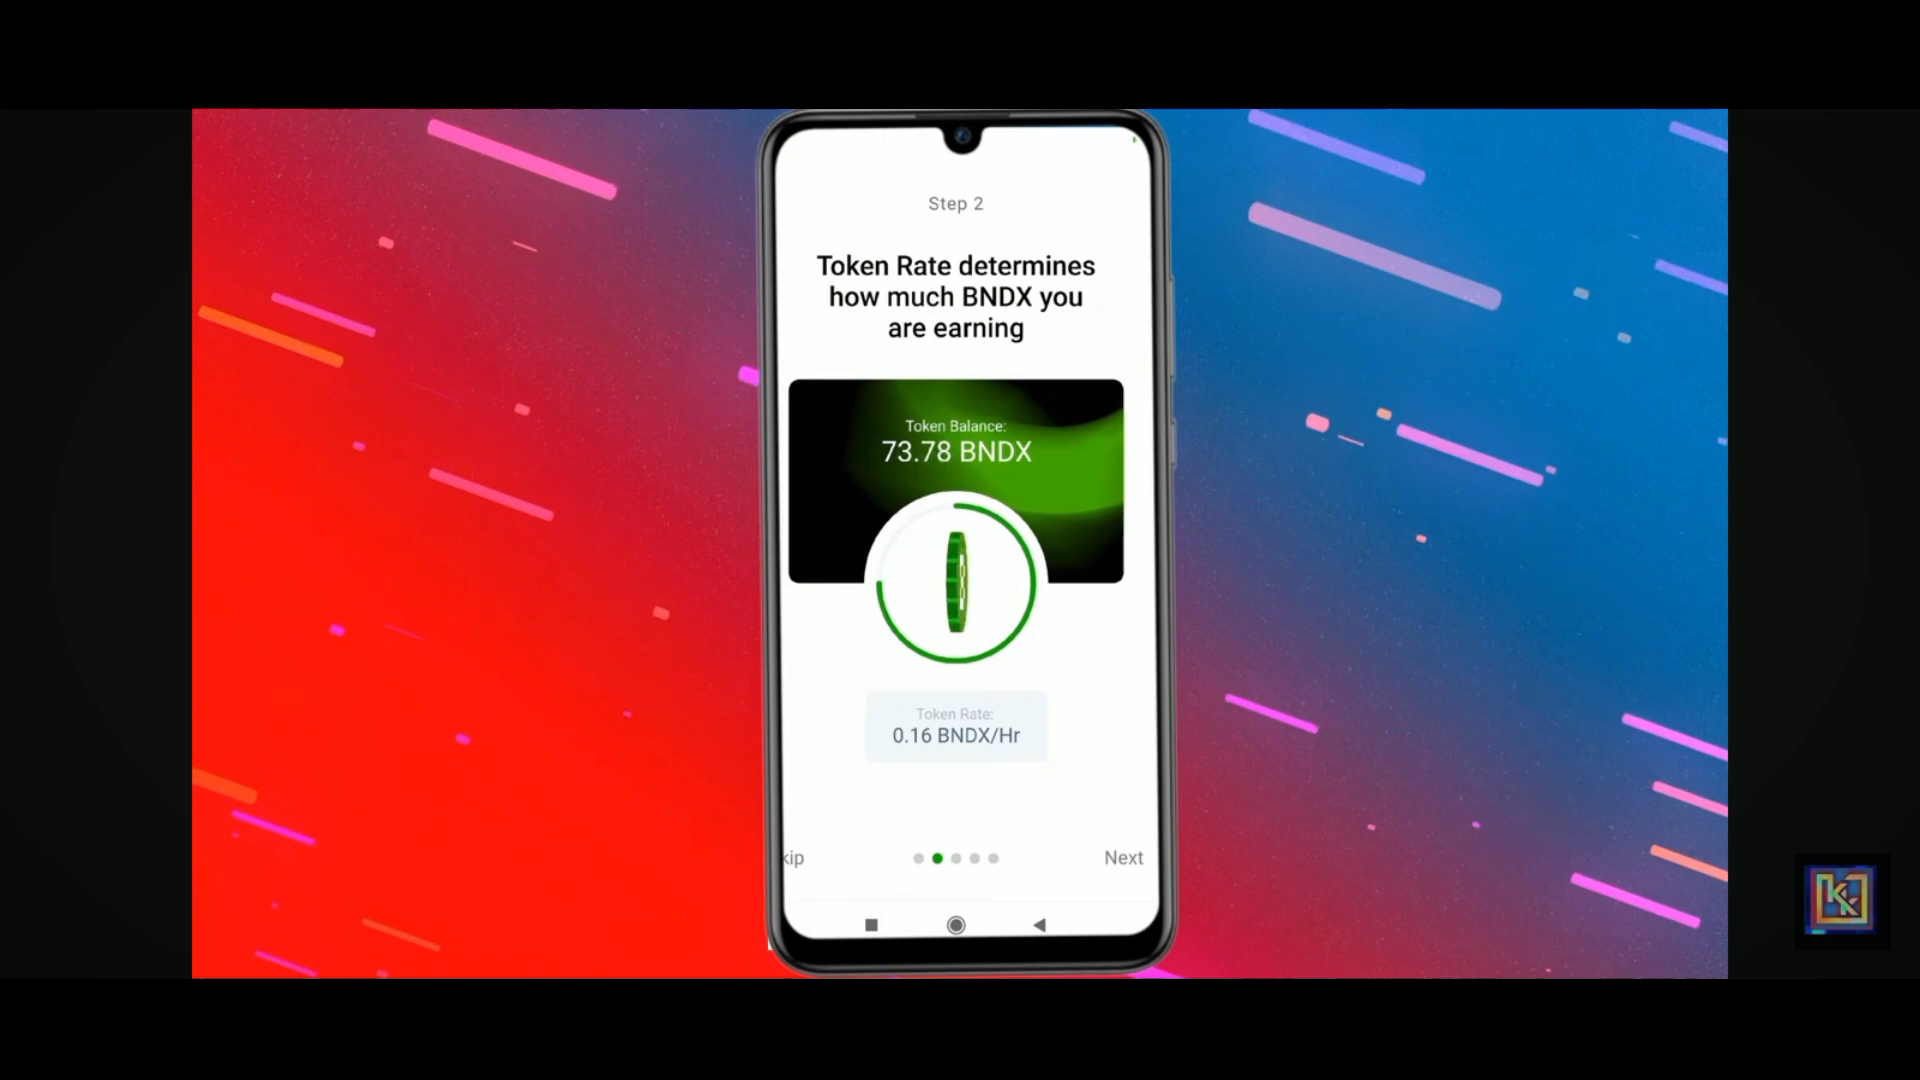 Step 2
Token Rate determines
how much BNDX you
are earning
Token Balance:
73.78 BNDX
Token Rate:
0.16 BNDX/Hr
kip
Next